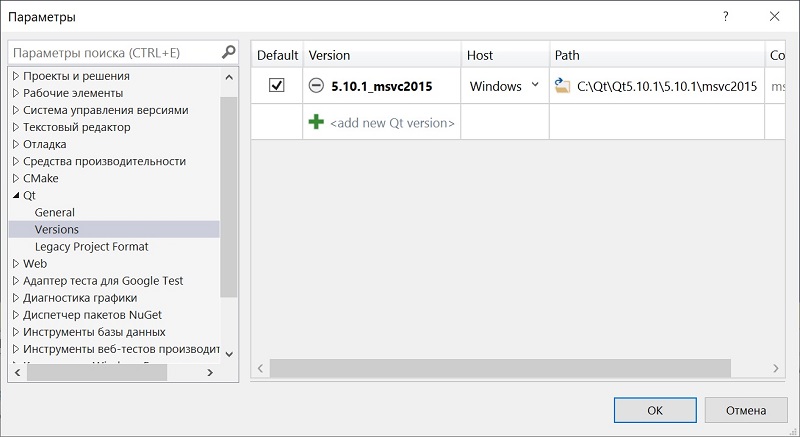 Параметры
?
Параметры поиска (CTRL+E)
Проекты и решения
Рабочие элементы
Система управления версиями
Текстовый редактор
Отладка
Средства производительности
CMake
Qt
General
Versions
Legacy Project Format
Web
Адаптер теста для Google Test
Диагностика графики
Диспетчер пакетов NuGet
Инструменты базы данных
Инструменты веб-тестов производит
Default Version Host Path Co
5.10.1_msvc2015 Windows C:\Qt\Qt5.10.1\5.10.1\msvc2015 ms
<add new Qt version>
ОК Отмена